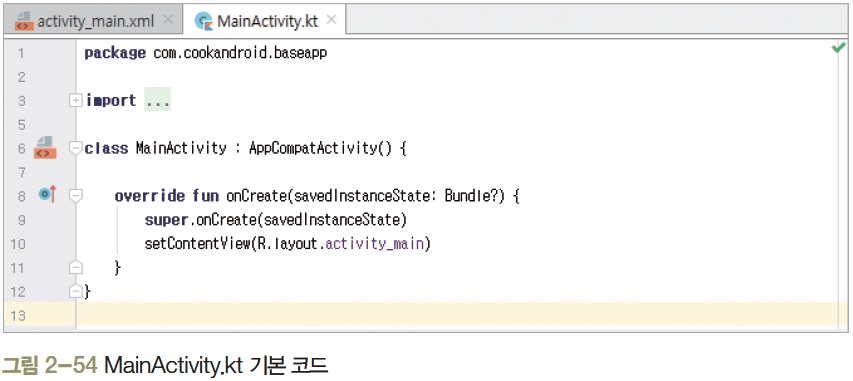 activity_main.xml
MainActivity.kt
1 package com.cookandroid.baseapp
2
3 import ...
5
6 class MainActivity : AppCompatActivity() {
7
8 override fun onCreate(savedInstanceState: Bundle?) {
9 super.onCreate(savedInstanceState)
10 setContentView(R.layout.activity_main)
11 }
12 }
13
그림 2-54 MainActivity.kt 기본 코드